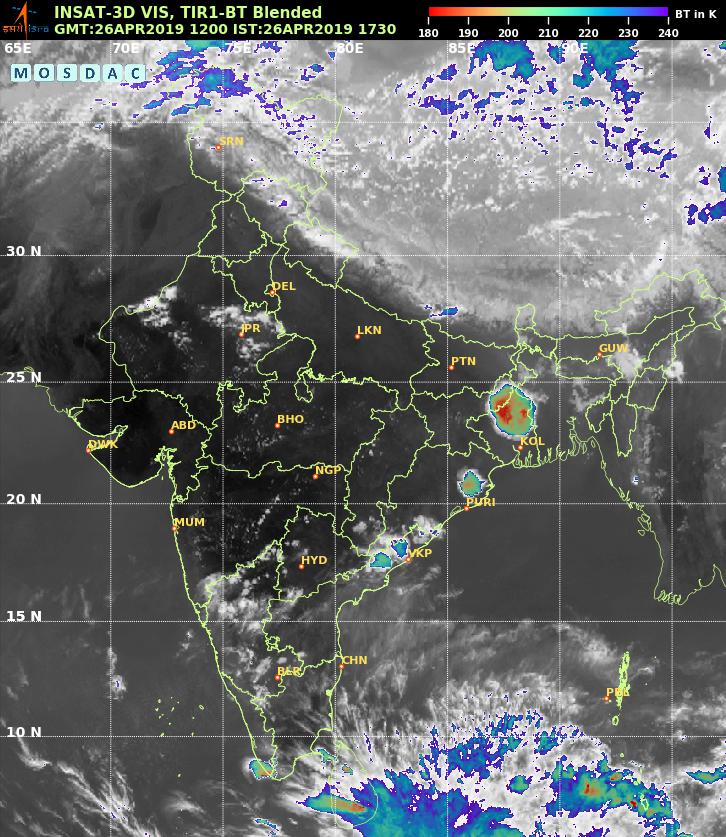 INSAT-3D VIS, TIR1-BT Blended
GMT:26APR2019 1200 IST:26APR2019 1730
BT in K
180 190 200 210 220 230 240
65E 70E 75E 80E 85E 90E
M O S D A C
SRN
30 N
DEL
JPR
LKN
GUW
PTN
25 N
BHO
ABD
KOL
DWK
NGP
20 N
PURI
MUM
VKP
HYD
15 N
CHN
BLR
PBL
10 N